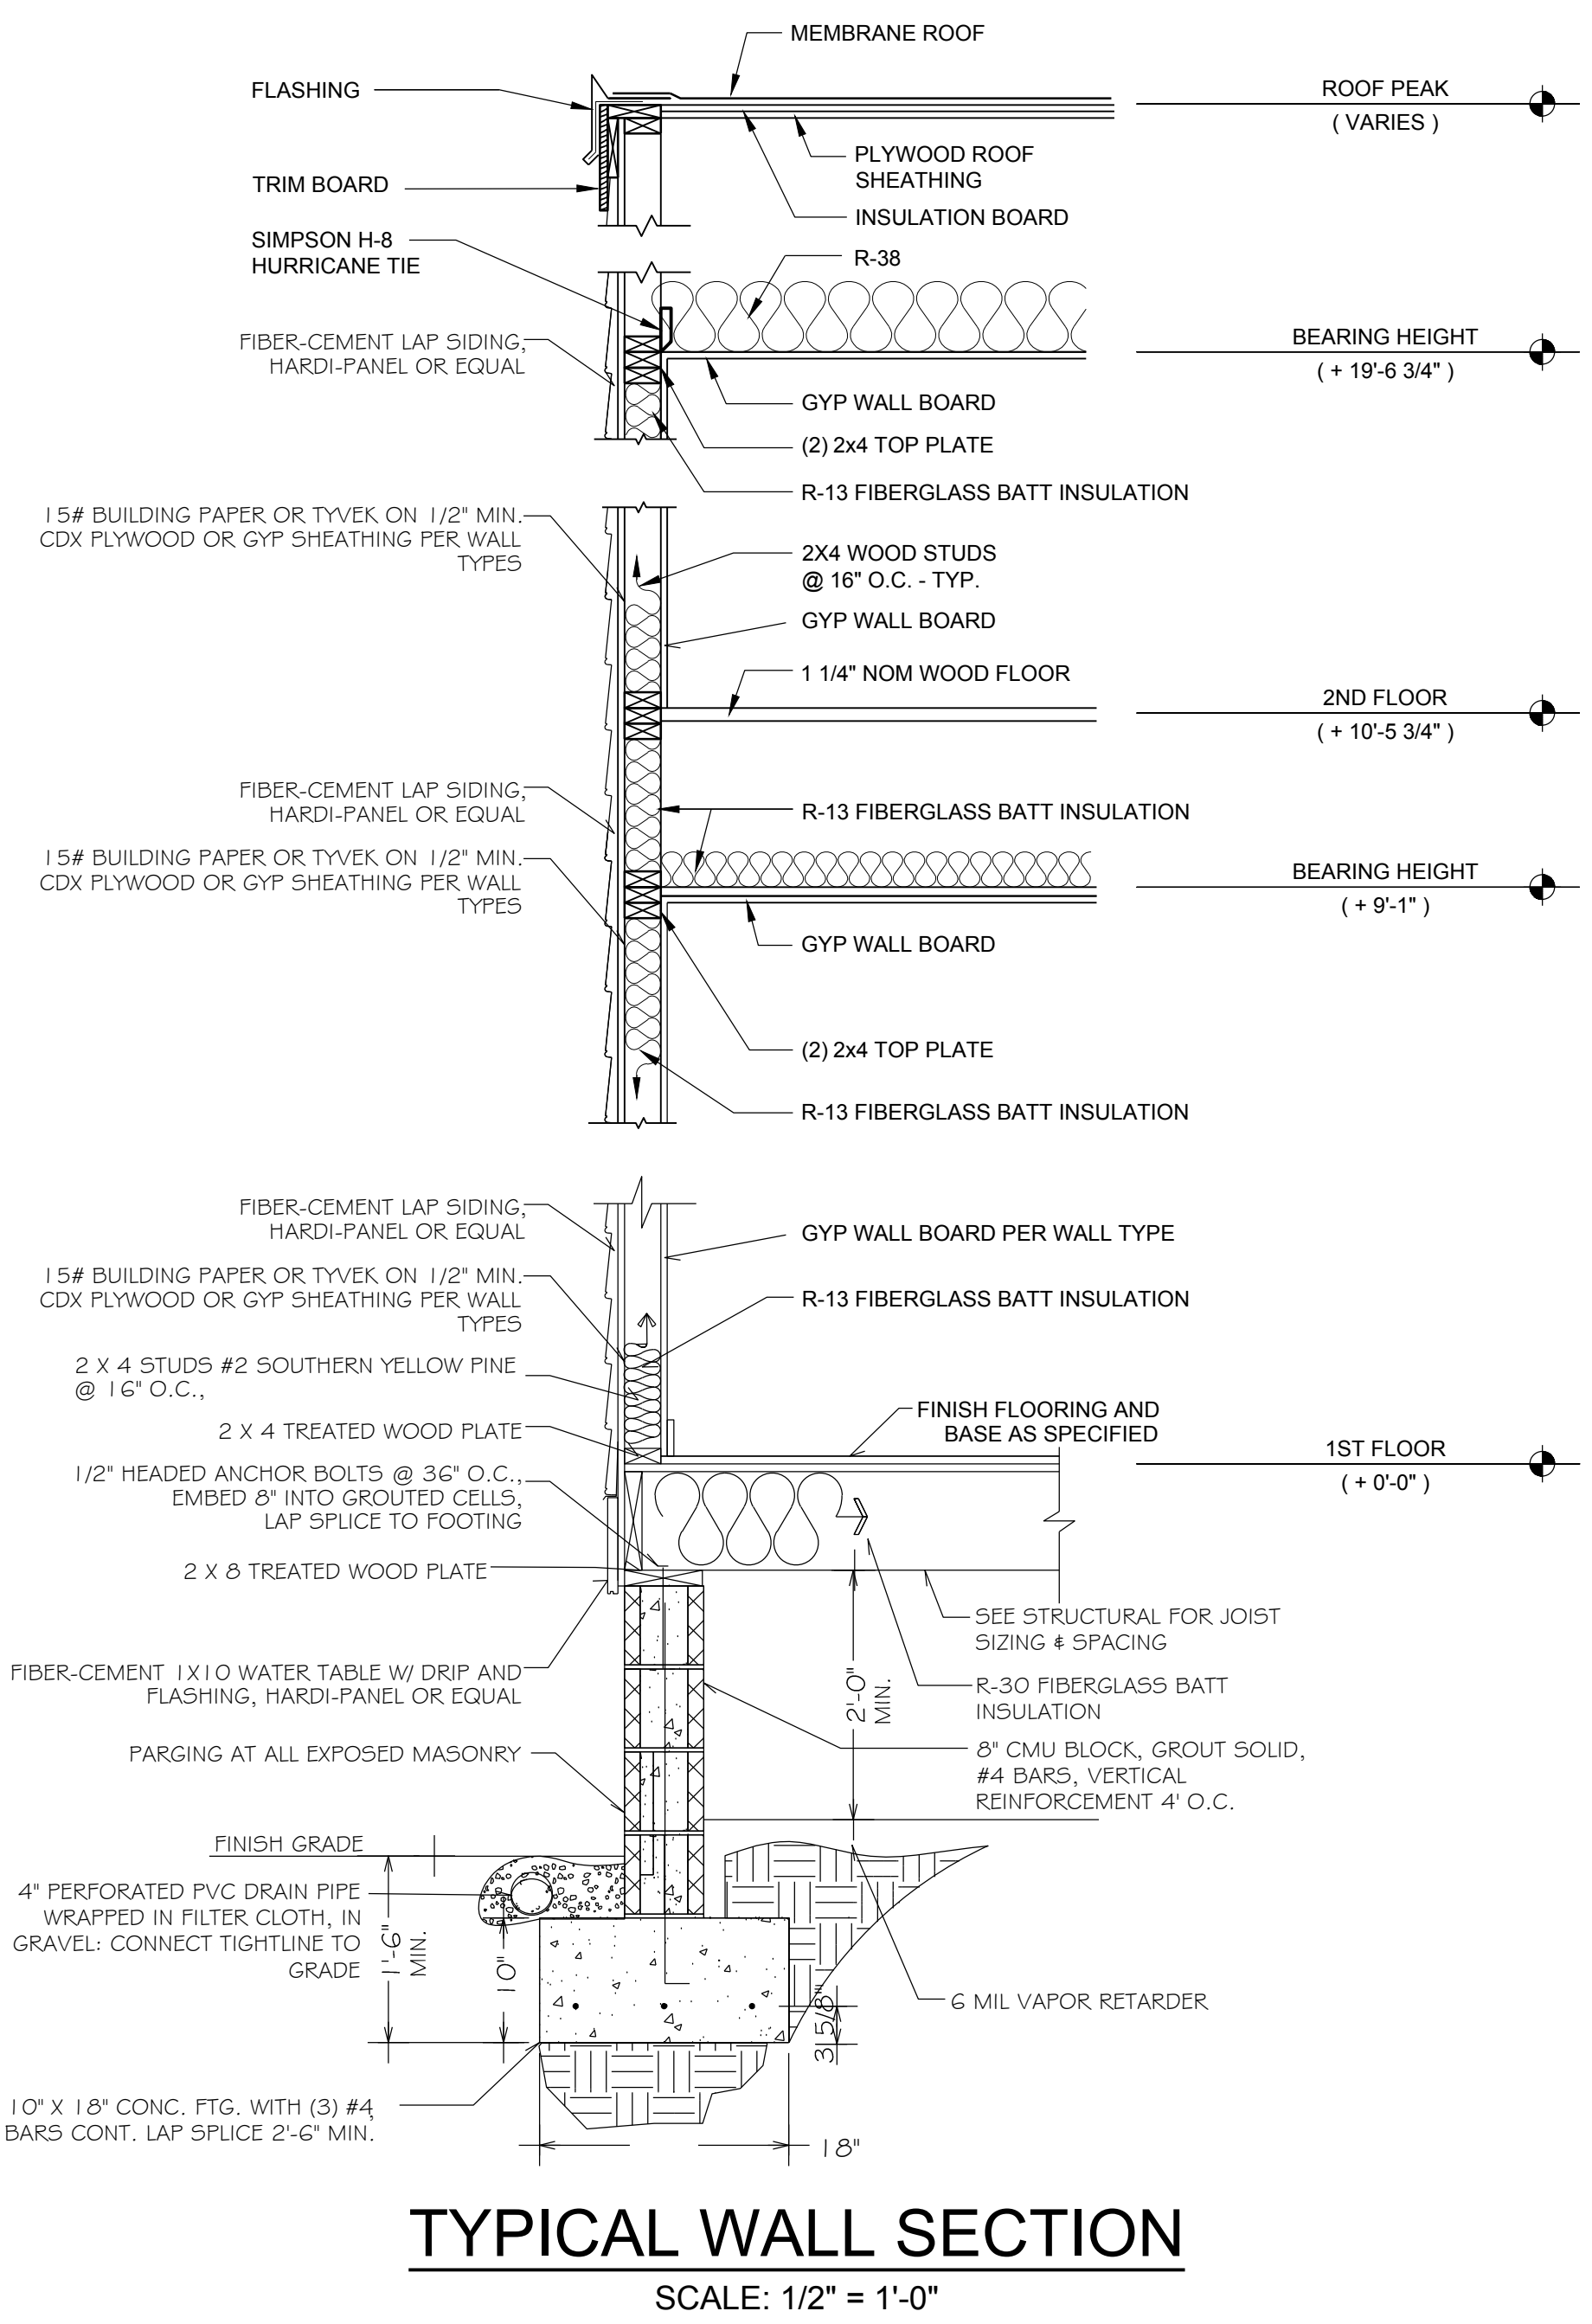 MEMBRANE ROOF
FLASHING
ROOF PEAK
( VARIES )
PLYWOOD ROOF
SHEATHING
TRIM BOARD
INSULATION BOARD
SIMPSON H-8
HURRICANE TIE
R-38
FIBER-CEMENT LAP SIDING,
HARDI-PANEL OR EQUAL
BEARING HEIGHT
( + 19'-6 3/4" )
GYP WALL BOARD
(2) 2x4 TOP PLATE
R-13 FIBERGLASS BATT INSULATION
15# BUILDING PAPER OR TYVEK ON 1/2" MIN.
CDX PLYWOOD OR GYP SHEATHING PER WALL
TYPES
2X4 WOOD STUDS
@ 16" O.C. - TYP.
GYP WALL BOARD
1 1/4" NOM WOOD FLOOR
2ND FLOOR
( + 10'-5 3/4" )
FIBER-CEMENT LAP SIDING,
HARDI-PANEL OR EQUAL
R-13 FIBERGLASS BATT INSULATION
15# BUILDING PAPER OR TYVEK ON 1/2" MIN.
CDX PLYWOOD OR GYP SHEATHING PER WALL
TYPES
BEARING HEIGHT
( + 9'-1" )
GYP WALL BOARD
(2) 2x4 TOP PLATE
R-13 FIBERGLASS BATT INSULATION
FIBER-CEMENT LAP SIDING,
HARDI-PANEL OR EQUAL
GYP WALL BOARD PER WALL TYPE
15# BUILDING PAPER OR TYVEK ON 1/2" MIN.
CDX PLYWOOD OR GYP SHEATHING PER WALL
TYPES
R-13 FIBERGLASS BATT INSULATION
2 X 4 STUDS #2 SOUTHERN YELLOW PINE
@ 16" O.C.,
2 X 4 TREATED WOOD PLATE
FINISH FLOORING AND
BASE AS SPECIFIED
1ST FLOOR
( + 0'-0" )
1/2" HEADED ANCHOR BOLTS @ 36" O.C.,
EMBED 8" INTO GROUTED CELLS,
LAP SPLICE TO FOOTING
2 X 8 TREATED WOOD PLATE
SEE STRUCTURAL FOR JOIST
SIZING & SPACING
FIBER-CEMENT 1X10 WATER TABLE W/ DRIP AND
FLASHING, HARDI-PANEL OR EQUAL
2'-0"
MIN.
R-30 FIBERGLASS BATT
INSULATION
PARGING AT ALL EXPOSED MASONRY
8" CMU BLOCK, GROUT SOLID,
#4 BARS, VERTICAL
REINFORCEMENT 4' O.C.
FINISH GRADE
4" PERFORATED PVC DRAIN PIPE
WRAPPED IN FILTER CLOTH, IN
GRAVEL: CONNECT TIGHTLINE TO
GRADE
1'-6"
MIN.
10"
3 5/8"
6 MIL VAPOR RETARDER
10" X 18" CONC. FTG. WITH (3) #4
BARS CONT. LAP SPLICE 2'-6" MIN.
18"
TYPICAL WALL SECTION
SCALE: 1/2" = 1'-0"